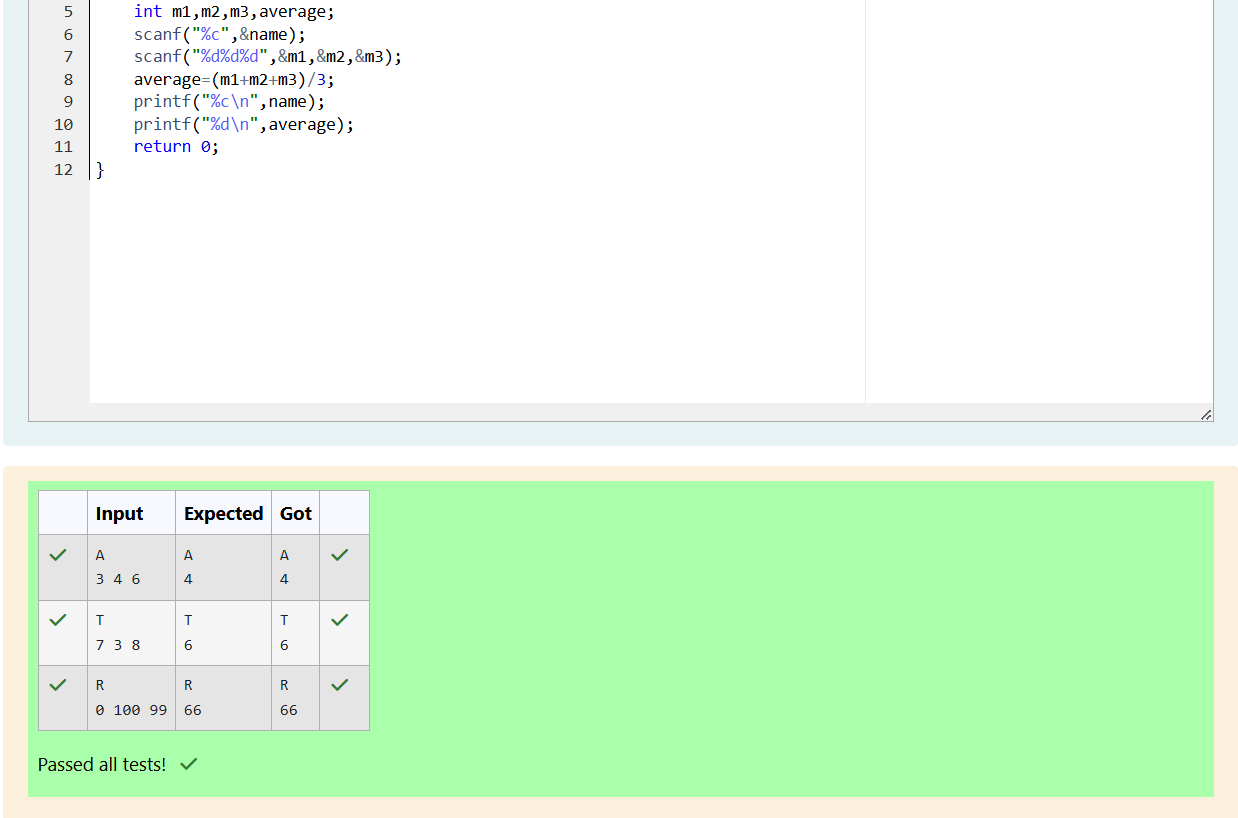 5 int m1,m2,m3,average;
6 scanf("%c",&name);
7 scanf("%d%d%d",&m1,&m2,&m3);
8 average=(m1+m2+m3)/3;
9 printf("%c\n",name);
10 printf("%d\n",average);
11 return 0;
12 }
Input Expected Got
A A A
3 4 6 4 4
T T T
7 3 8 6 6
R R R
0 100 99 66 66
Passed all tests!